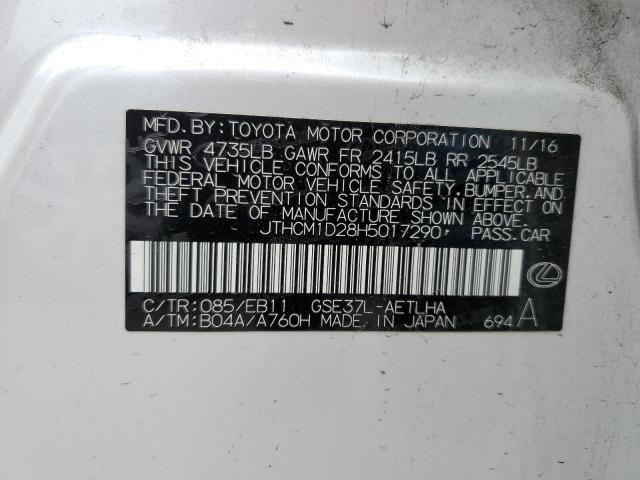 MFD. BY: TOYOTA MOTOR CORPORATION 11/16
GVWR 4735LB GAWR FR 2415LB RR 2545LB
THIS VEHICLE CONFORMS TO ALL APPLICABLE
FEDERAL MOTOR VEHICLE SAFETY, BUMPER, AND
THEFT PREVENTION STANDARDS IN EFFECT ON
THE DATE OF MANUFACTURE SHOWN ABOVE.
JTHCM1D28H5017290 PASS.CAR
C/TR: 085/EB11 GSE37L-AETLHA
A/TM: B04A/A760H MADE IN JAPAN 694 A